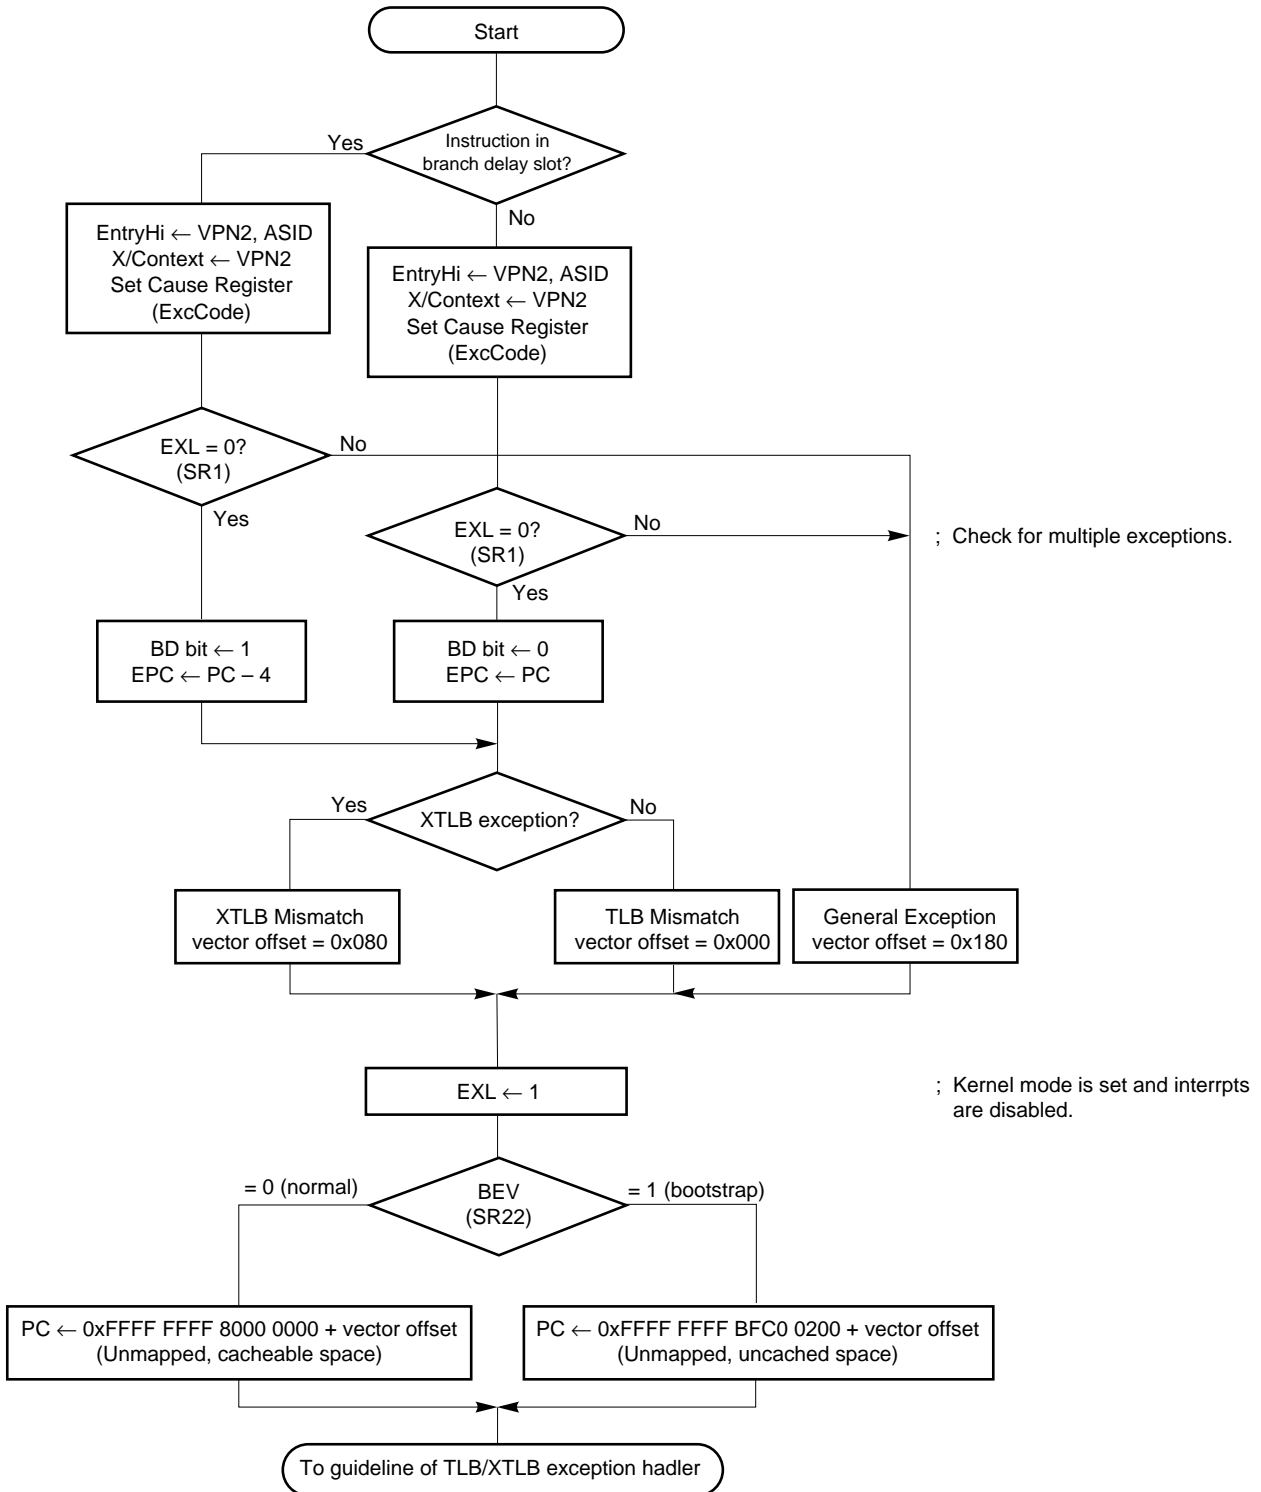 Start
Instruction in
branch delay slot?
Yes
No
EntryHi ← VPN2, ASID
X/Context ← VPN2
Set Cause Register
(ExcCode)
EntryHi ← VPN2, ASID
X/Context ← VPN2
Set Cause Register
(ExcCode)
EXL = 0?
(SR1)
No
Yes
EXL = 0?
(SR1)
No
Yes
; Check for multiple exceptions.
BD bit ← 1
EPC ← PC – 4
BD bit ← 0
EPC ← PC
XTLB exception?
Yes
No
XTLB Mismatch
vector offset = 0x080
TLB Mismatch
vector offset = 0x000
General Exception
vector offset = 0x180
EXL ← 1
; Kernel mode is set and interrpts
are disabled.
BEV
(SR22)
= 0 (normal)
= 1 (bootstrap)
PC ← 0xFFFF FFFF 8000 0000 + vector offset
(Unmapped, cacheable space)
PC ← 0xFFFF FFFF BFC0 0200 + vector offset
(Unmapped, uncached space)
To guideline of TLB/XTLB exception hadler